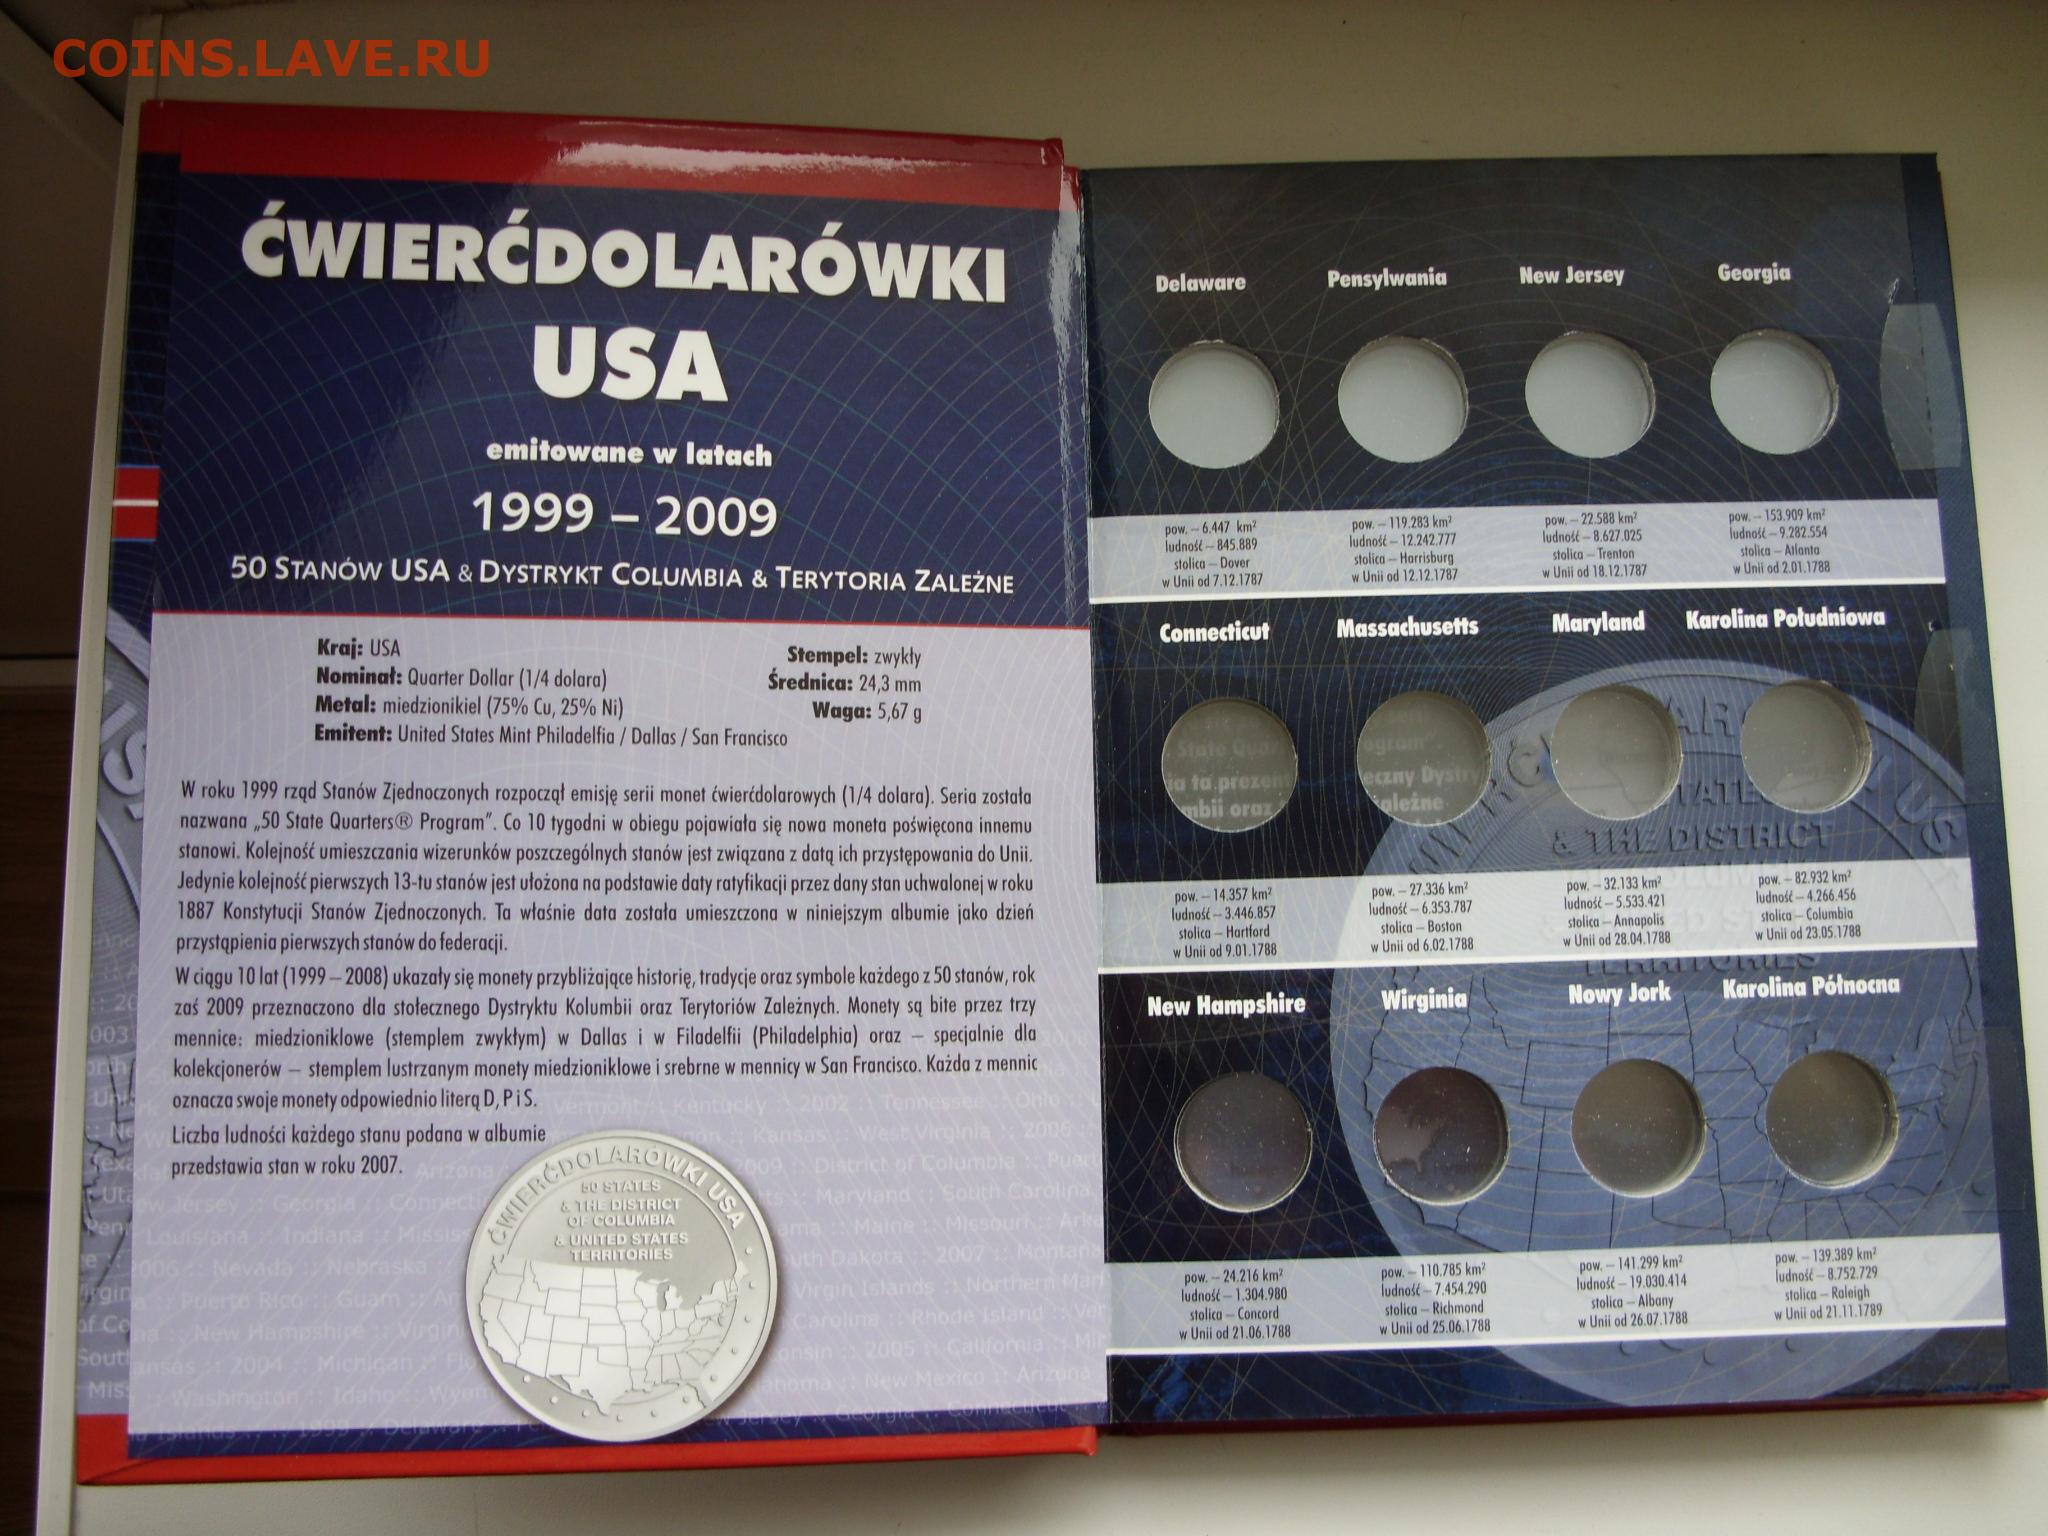 COINS.LAVE.RU
ĆWIERĆDOLARÓWKI
USA
emitowane w latach
1999 – 2009
50 STANÓW USA & DYSTRYKT COLUMBIA & TERYTORIA ZALEŻNE
Kraj: USA
Nominał: Quarter Dollar (1/4 dolara)
Metal: miedzionikiel (75% Cu, 25% Ni)
Emitent: United States Mint Philadelfia / Dallas / San Francisco
Stempel: zwykły
Średnica: 24,3 mm
Waga: 5,67 g
W roku 1999 rząd Stanów Zjednoczonych rozpoczął emisję serii monet ćwierćdolarowych (1/4 dolara). Seria została
nazwana „50 State Quarters® Program”. Co 10 tygodni w obiegu pojawiała się nowa moneta poświęcona innemu
stanowi. Kolejność umieszczania wizerunków poszczególnych stanów jest związana z datą ich przystępowania do Unii.
Jedynie kolejność pierwszych 13-tu stanów jest ułożona na podstawie daty ratyfikacji przez dany stan uchwalonej w roku
1887 Konstytucji Stanów Zjednoczonych. Ta właśnie data została umieszczona w niniejszym albumie jako dzień
przystąpienia pierwszych stanów do federacji.
W ciągu 10 lat (1999 – 2008) ukazały się monety przybliżające historię, tradycje oraz symbole każdego z 50 stanów, rok
zaś 2009 przeznaczono dla stołecznego Dystryktu Kolumbii oraz Terytoriów Zależnych. Monety są bite przez trzy
mennice: miedzioniklowe (stemplem zwykłym) w Dallas i w Filadelfii (Philadelphia) oraz – specjalnie dla
kolekcjonerów – stemplem lustrzanym monety miedzioniklowe i srebrne w mennicy w San Francisco. Każda z mennic
oznacza swoje monety odpowiednio literą D, P i S.
Liczba ludności każdego stanu podana w albumie
przedstawia stan w roku 2007.
ĆWIERĆDOLARÓWKI USA
50 STATES
& THE DISTRICT
OF COLUMBIA
& UNITED STATES
TERRITORIES
Delaware Pensylwania New Jersey Georgia
pow. – 6.447 km² pow. – 119.283 km² pow. – 22.588 km² pow. – 153.909 km²
ludność – 845.889 ludność – 12.242.777 ludność – 8.627.025 ludność – 9.282.554
stolica – Dover stolica – Harrisburg stolica – Trenton stolica – Atlanta
w Unii od 7.12.1787 w Unii od 12.12.1787 w Unii od 18.12.1787 w Unii od 2.01.1788
Connecticut Massachusetts Maryland Karolina Południowa
pow. – 14.357 km² pow. – 27.336 km² pow. – 32.133 km² pow. – 82.932 km²
ludność – 3.446.857 ludność – 6.353.787 ludność – 5.533.421 ludność – 4.266.456
stolica – Hartford stolica – Boston stolica – Annapolis stolica – Columbia
w Unii od 9.01.1788 w Unii od 6.02.1788 w Unii od 28.04.1788 w Unii od 23.05.1788
New Hampshire Wirginia Nowy Jork Karolina Północna
pow. – 24.216 km² pow. – 110.785 km² pow. – 141.299 km² pow. – 139.389 km²
ludność – 1.304.980 ludność – 7.454.290 ludność – 19.030.414 ludność – 8.752.729
stolica – Concord stolica – Richmond stolica – Albany stolica – Raleigh
w Unii od 21.06.1788 w Unii od 25.06.1788 w Unii od 26.07.1788 w Unii od 21.11.1789